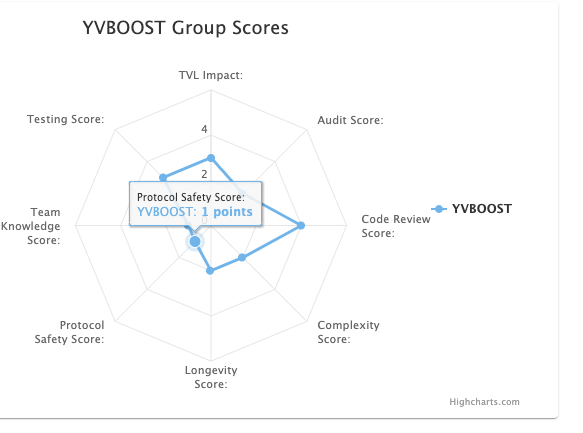 YVBOOST Group Scores
TVL Impact:
Testing Score:
Audit Score:
4
2
Protocol Safety Score:
YVBOOST: 1 points
Team
Knowledge
Score:
0
Code Review
Score:
YVBOOST
Protocol
Safety Score:
Complexity
Score:
Longevity
Score:
Highcharts.com